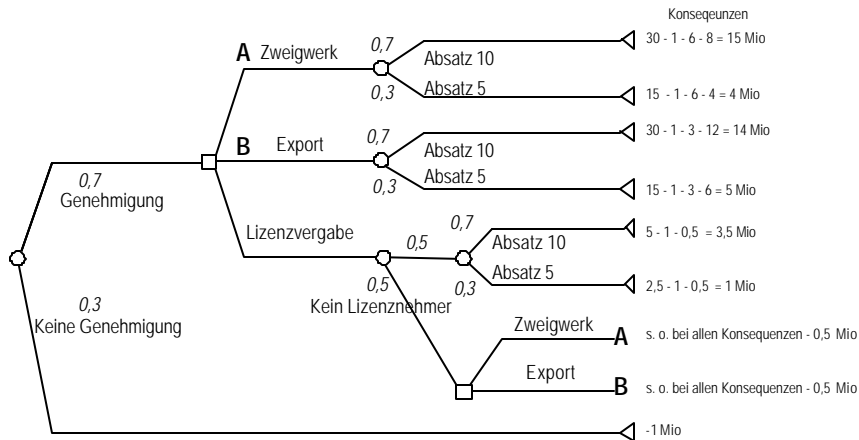 Konseqeunzen
A Zweigwerk
0,7
Absatz 10
30 - 1 - 6 - 8 = 15 Mio
0,3
Absatz 5
15 - 1 - 6 - 4 = 4 Mio
B Export
0,7
Absatz 10
30 - 1 - 3 - 12 = 14 Mio
0,3
Absatz 5
15 - 1 - 3 - 6 = 5 Mio
0,7
Genehmigung
Lizenzvergabe
0,5
0,7
Absatz 10
5 - 1 - 0,5 = 3,5 Mio
0,3
Absatz 5
2,5 - 1 - 0,5 = 1 Mio
0,5
Kein Lizenznehmer
0,3
Keine Genehmigung
Zweigwerk A s. o. bei allen Konsequenzen - 0,5 Mio
Export B s. o. bei allen Konsequenzen - 0,5 Mio
-1 Mio